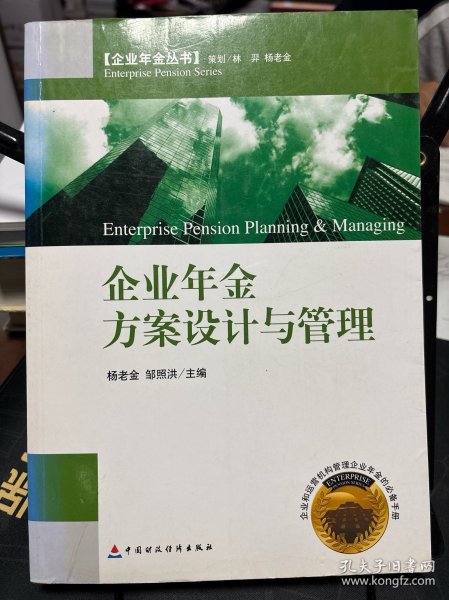 【企业年金丛书】 策划/林 羿 杨老金
Enterprise Pension Series
Enterprise Pension Planning & Managing
企业年金
方案设计与管理
杨老金 邹照洪/主编
企业和运营机构管理企业年金的必备手册
ENTERPRISE
PENSION SERIES
中国财政经济出版社
孔夫子旧书网
www.kongfz.com